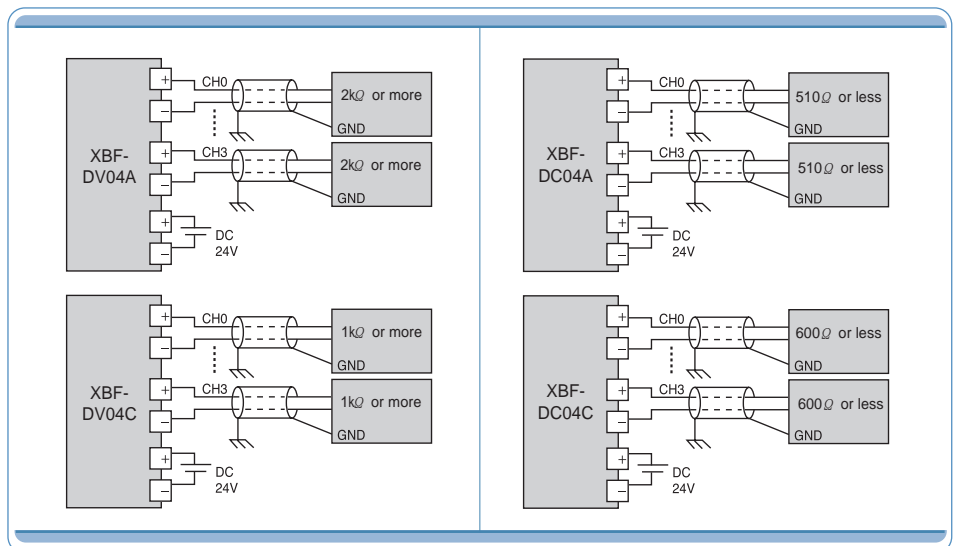 +
CH0
2kΩ or more
−
GND
XBF-
DV04A
+
CH3
2kΩ or more
−
GND
+
DC
24V
−
+
CH0
510Ω or less
−
GND
XBF-
DC04A
+
CH3
510Ω or less
−
GND
+
DC
24V
−
+
CH0
1kΩ or more
−
GND
XBF-
DV04C
+
CH3
1kΩ or more
−
GND
+
DC
24V
−
+
CH0
600Ω or less
−
GND
XBF-
DC04C
+
CH3
600Ω or less
−
GND
+
DC
24V
−